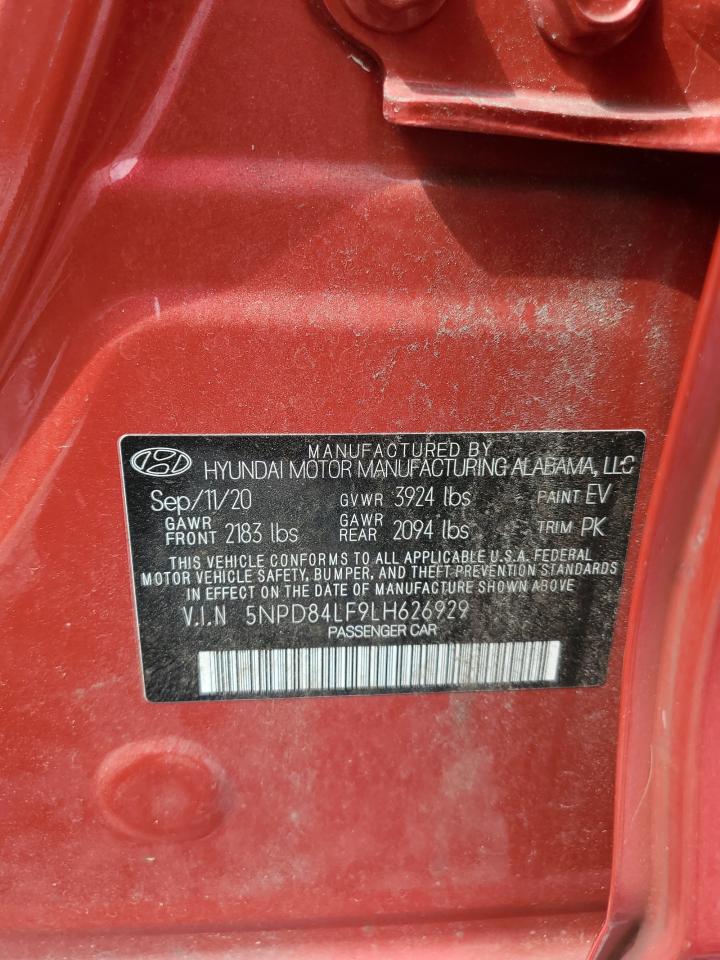 MANUFACTURED BY
HYUNDAI MOTOR MANUFACTURING ALABAMA, LLC
Sep/11/20 GVWR 3924 lbs PAINT EV
GAWR FRONT 2183 lbs GAWR REAR 2094 lbs TRIM PK
THIS VEHICLE CONFORMS TO ALL APPLICABLE U.S.A. FEDERAL
MOTOR VEHICLE SAFETY, BUMPER, AND THEFT PREVENTION STANDARDS
IN EFFECT ON THE DATE OF MANUFACTURE SHOWN ABOVE
V.I.N 5NPD84LF9LH626929
PASSENGER CAR